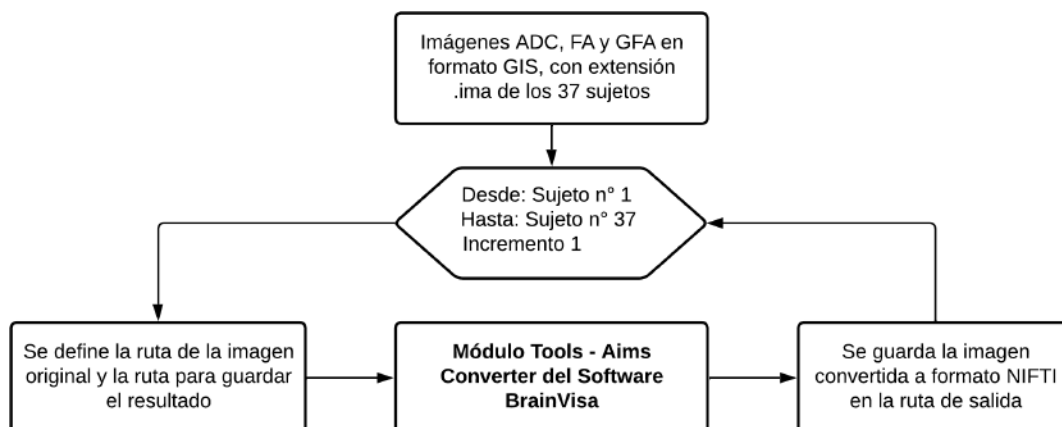 Imágenes ADC, FA y GFA en
formato GIS, con extensión
.ima de los 37 sujetos
Desde: Sujeto n° 1
Hasta: Sujeto n° 37
Incremento 1
Se define la ruta de la imagen
original y la ruta para guardar
el resultado
Módulo Tools - Aims
Converter del Software
BrainVisa
Se guarda la imagen
convertida a formato NIFTI
en la ruta de salida